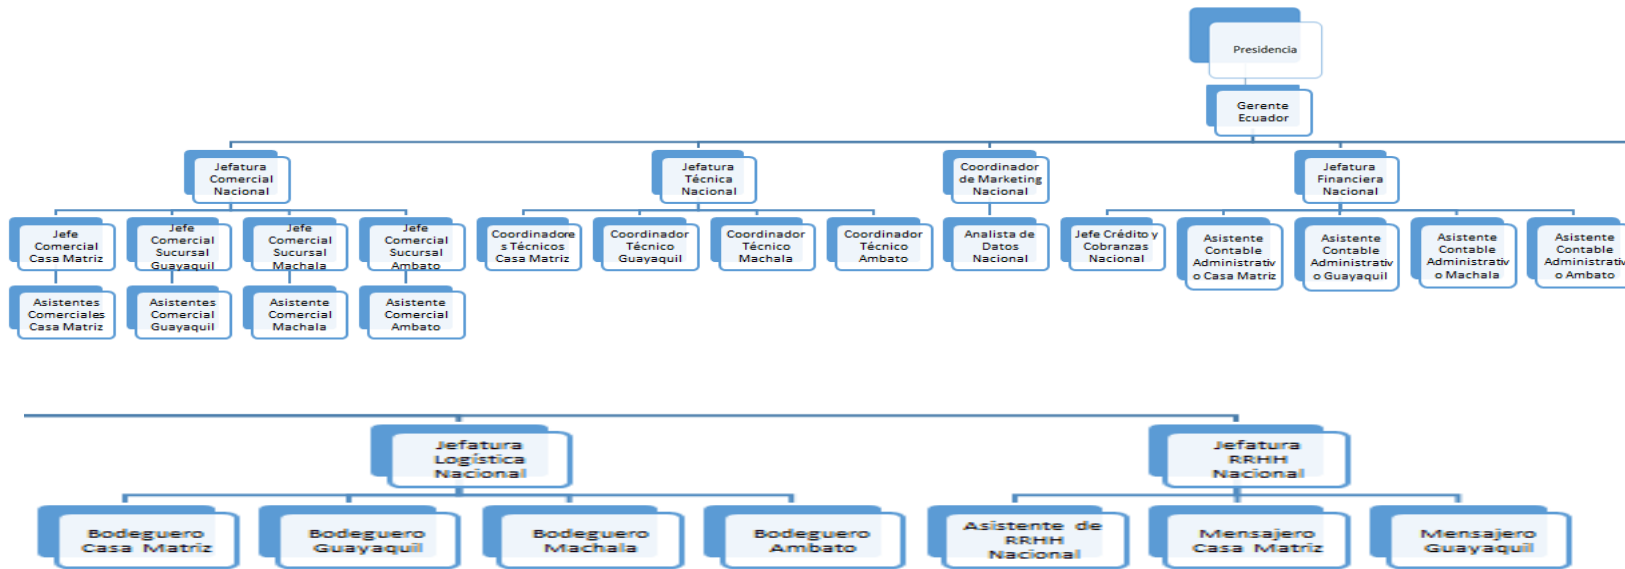 Presidencia
Gerente
Ecuador
Jefatura
Comercial
Nacional
Jefatura
Técnica
Nacional
Coordinador
de Marketing
Nacional
Jefatura
Financiera
Nacional
Jefe
Comercial
Casa Matriz
Jefe
Comercial
Sucursal
Guayaquil
Jefe
Comercial
Sucursal
Machala
Jefe
Comercial
Sucursal
Ambato
Coordinadore
s Técnicos
Casa Matriz
Coordinador
Técnico
Guayaquil
Coordinador
Técnico
Machala
Coordinador
Técnico
Ambato
Analista de
Datos
Nacional
Jefe Crédito y
Cobranzas
Nacional
Asistente
Contable
Administrativ
o Casa Matriz
Asistente
Contable
Administrativ
o Guayaquil
Asistente
Contable
Administrativ
o Machala
Asistente
Contable
Administrativ
o Ambato
Asistentes
Comerciales
Casa Matriz
Asistentes
Comercial
Guayaquil
Asistente
Comercial
Machala
Asistente
Comercial
Ambato
Jefatura
Logística
Nacional
Jefatura
RRHH
Nacional
Bodeguero
Casa Matriz
Bodeguero
Guayaquil
Bodeguero
Machala
Bodeguero
Ambato
Asistente de
RRHH
Nacional
Mensajero
Casa Matriz
Mensajero
Guayaquil